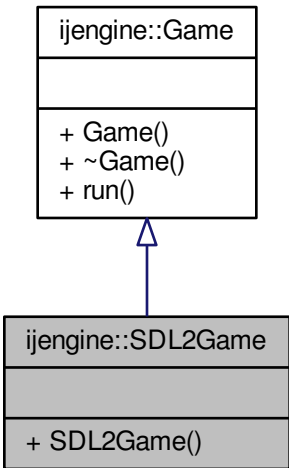 ijengine::Game
+ Game()
+ ~Game()
+ run()
ijengine::SDL2Game
+ SDL2Game()